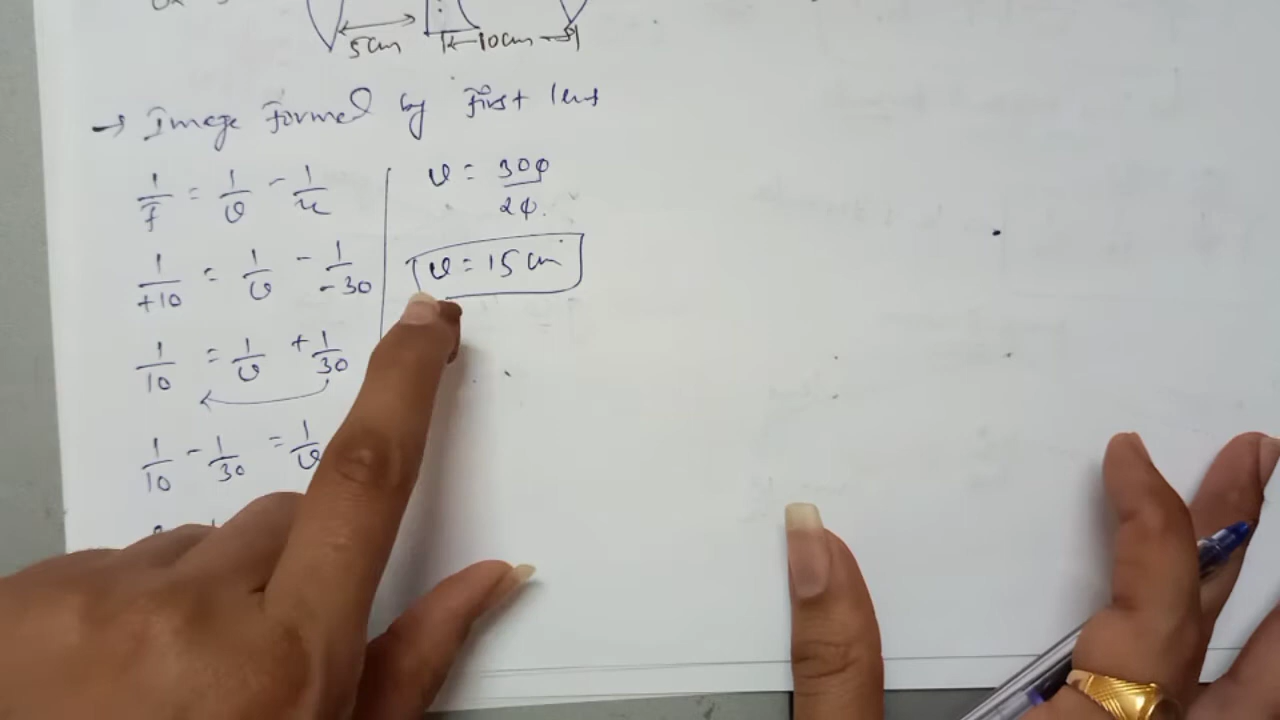 5cm 10cm
→ Image Formed by First lens
1/f = 1/v - 1/u
1/+10 = 1/v - 1/-30
1/10 = 1/v + 1/30
1/10 - 1/30 = 1/v
v = 300/20
v = 15 cm